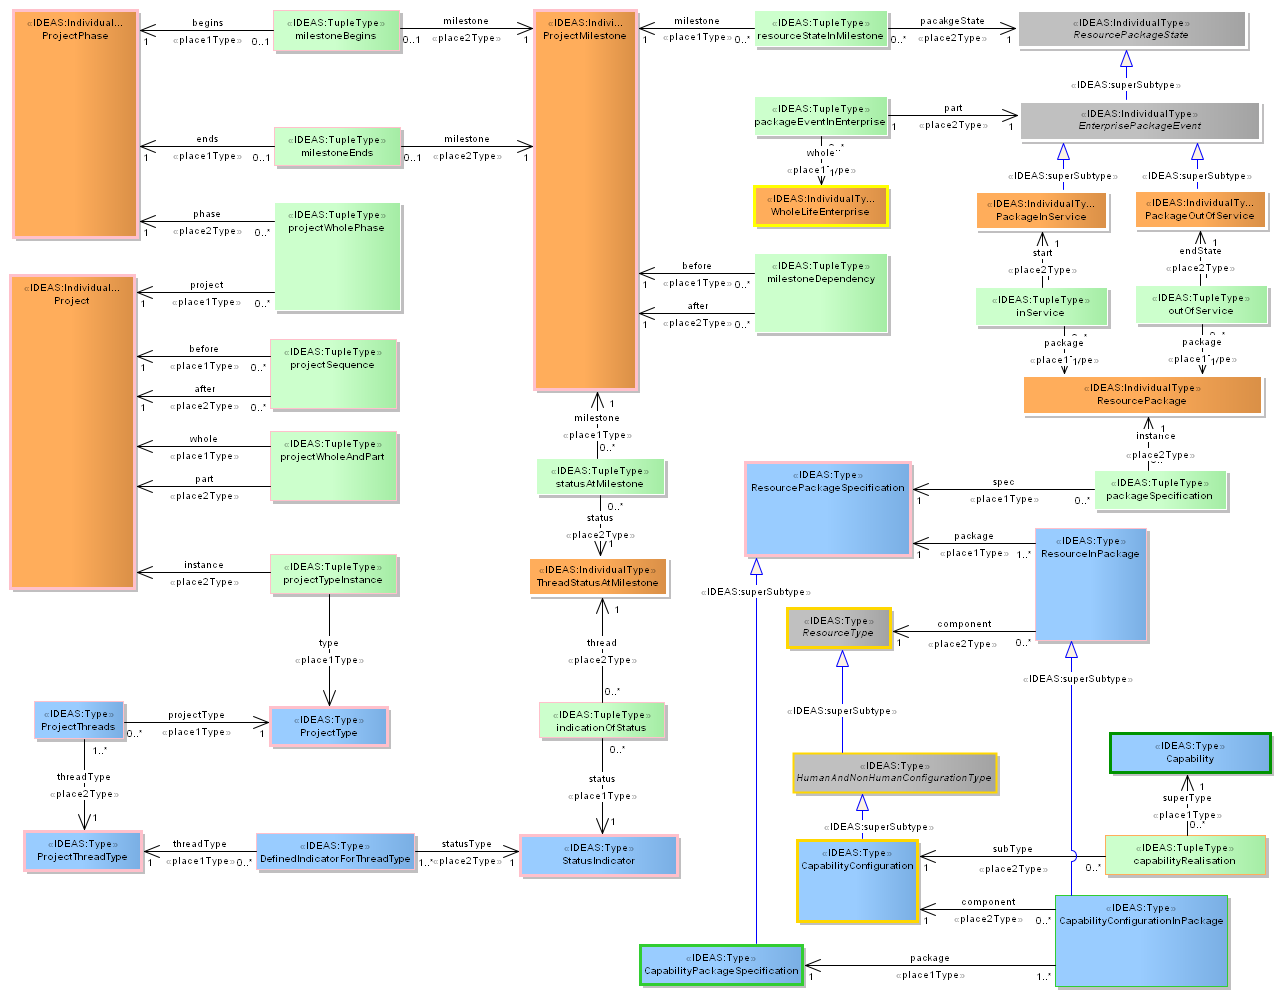 «IDEAS:Individual...
ProjectPhase
begins
1
«place1Type»
0..1
«IDEAS:TupleType»
milestoneBegins
milestone
0..1
«place2Type»
1
«IDEAS:Indivi...
ProjectMilestone
milestone
1
«place1Type»
0..*
«IDEAS:TupleType»
resourceStateInMilestone
pacakgeState
0..*
«place2Type»
1
«IDEAS:IndividualType»
ResourcePackageState
«IDEAS:superSubtype»
ends
1
«place1Type»
0..1
«IDEAS:TupleType»
milestoneEnds
milestone
0..1
«place2Type»
1
«IDEAS:TupleType»
packageEventInEnterprise
part
1
«place2Type»
1
«IDEAS:IndividualType»
EnterprisePackageEvent
whole
«place1Type»
1
«IDEAS:superSubtype»
«IDEAS:superSubtype»
«IDEAS:IndividualTy...
WholeLifeEnterprise
«IDEAS:IndividualTy...
PackageInService
«IDEAS:IndividualTy...
PackageOutOfService
phase
1
«place2Type»
0..*
«IDEAS:TupleType»
projectWholePhase
1
start
«place2Type»
1
endState
«place2Type»
«IDEAS:Individual...
Project
project
1
«place1Type»
0..*
before
1
«place1Type»
0..*
«IDEAS:TupleType»
milestoneDependency
after
1
«place2Type»
0..*
«IDEAS:TupleType»
inService
«IDEAS:TupleType»
outOfService
0..*
package
«place1Type»
1
0..*
package
«place1Type»
1
before
1
«place1Type»
0..*
«IDEAS:TupleType»
projectSequence
after
1
«place2Type»
0..*
«IDEAS:IndividualType»
ResourcePackage
whole
1
«place1Type»
«IDEAS:TupleType»
projectWholeAndPart
part
1
«place2Type»
1
milestone
«place1Type»
0..*
1
instance
«place2Type»
«IDEAS:TupleType»
statusAtMilestone
«IDEAS:Type»
ResourcePackageSpecification
spec
1
«place1Type»
0..*
«IDEAS:TupleType»
packageSpecification
0..*
status
«place2Type»
1
package
1
«place1Type»
1..*
«IDEAS:Type»
ResourceInPackage
instance
1
«place2Type»
«IDEAS:TupleType»
projectTypeInstance
«IDEAS:IndividualType»
ThreadStatusAtMilestone
«IDEAS:superSubtype»
«IDEAS:Type»
ResourceType
component
1
«place2Type»
0..*
type
«place1Type»
1
thread
«place2Type»
0..*
«IDEAS:superSubtype»
«IDEAS:superSubtype»
«IDEAS:Type»
ProjectThreads
projectType
0..*
«place1Type»
1
«IDEAS:Type»
ProjectType
«IDEAS:TupleType»
indicationOfStatus
1..*
threadType
«place2Type»
1
0..*
status
«place1Type»
1
«IDEAS:Type»
HumanAndNonHumanConfigurationType
«IDEAS:Type»
Capability
1
superType
«place1Type»
0..*
«IDEAS:superSubtype»
«IDEAS:Type»
ProjectThreadType
threadType
1
«place1Type»
0..*
«IDEAS:Type»
DefinedIndicatorForThreadType
statusType
1..*
«place2Type»
1
«IDEAS:Type»
StatusIndicator
«IDEAS:Type»
CapabilityConfiguration
subType
1
«place2Type»
0..*
«IDEAS:TupleType»
capabilityRealisation
component
1
«place2Type»
0..*
«IDEAS:Type»
CapabilityConfigurationInPackage
«IDEAS:Type»
CapabilityPackageSpecification
package
1
«place1Type»
1..*